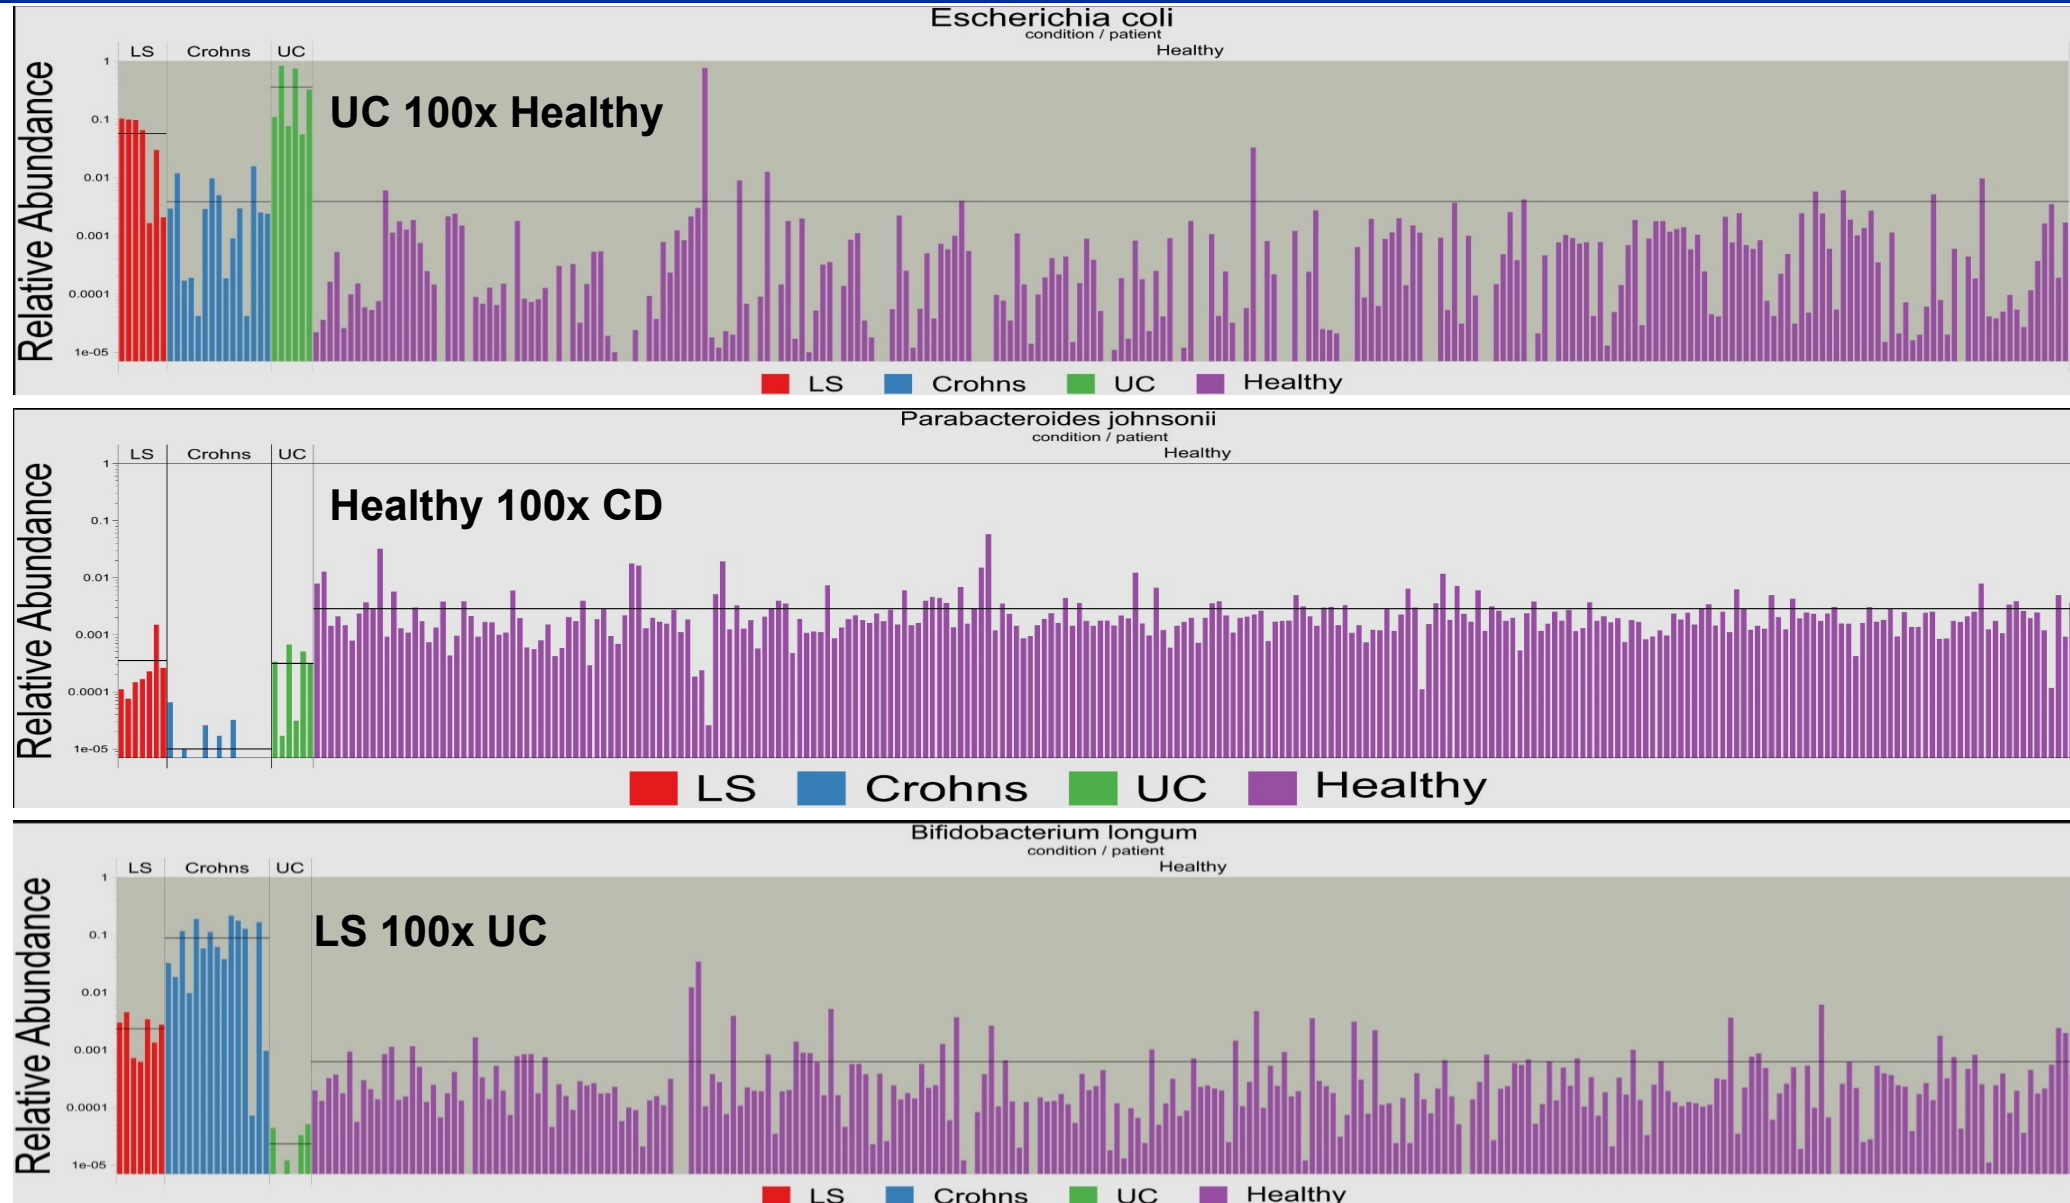 Escherichia coli
condition / patient
LS Crohns UC Healthy
Relative Abundance
1
0.1
0.01
0.001
0.0001
1e-05
UC 100x Healthy
LS Crohns UC Healthy
Parabacteroides johnsonii
condition / patient
LS Crohns UC Healthy
Relative Abundance
1
0.1
0.01
0.001
0.0001
1e-05
Healthy 100x CD
LS Crohns UC Healthy
Bifidobacterium longum
condition / patient
LS Crohns UC Healthy
Relative Abundance
1
0.1
0.01
0.001
0.0001
1e-05
LS 100x UC
LS Crohns UC Healthy